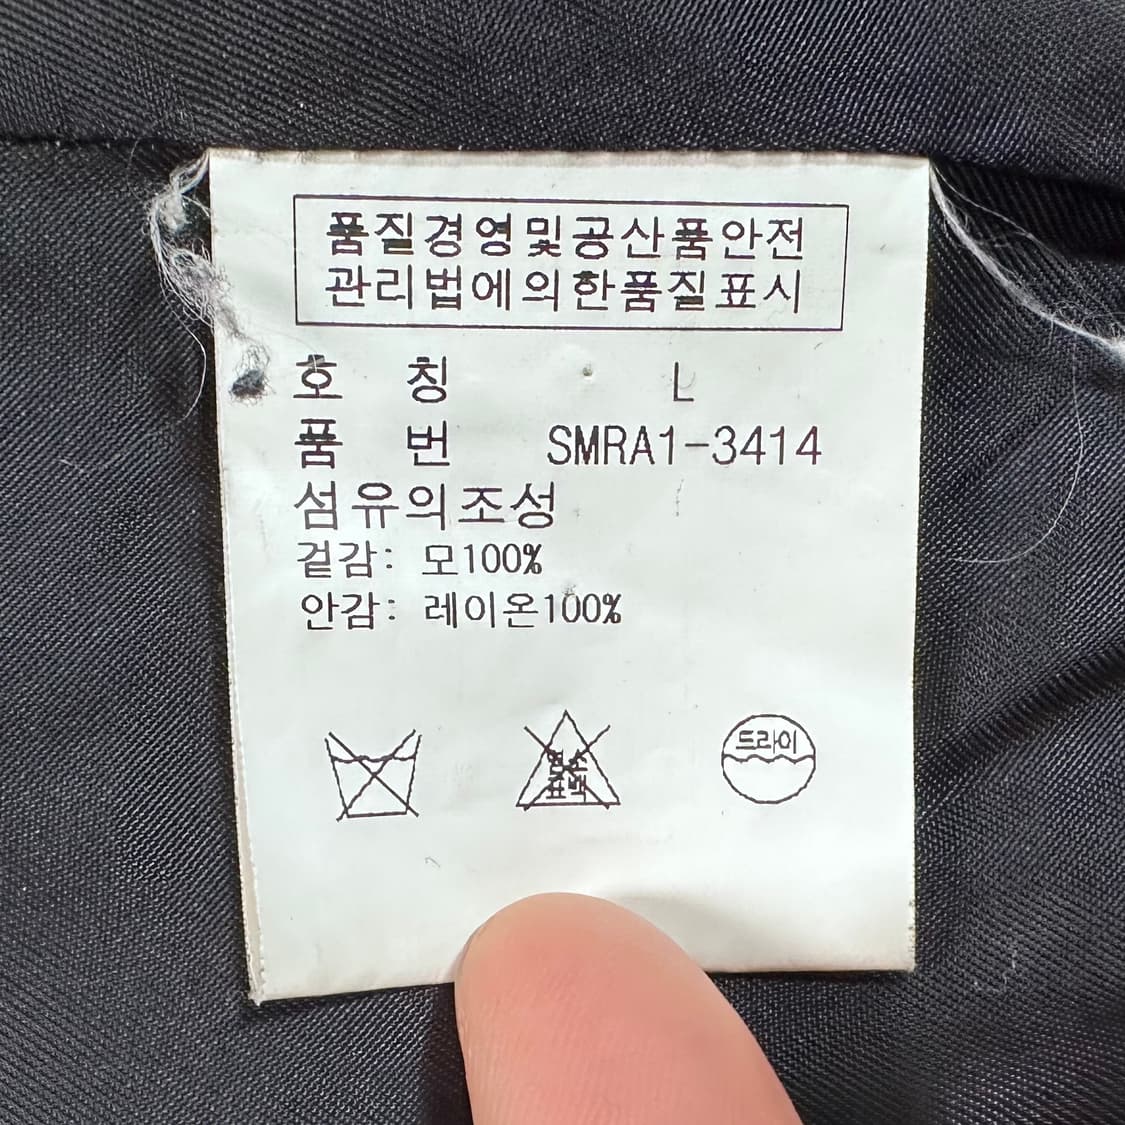 품질경영및공산품안전
관리법에의한품질표시
호 칭 L
품 번 SMRA1-3414
섬유의조성
겉감: 모100%
안감: 레이온100%
염소
표백
드라이